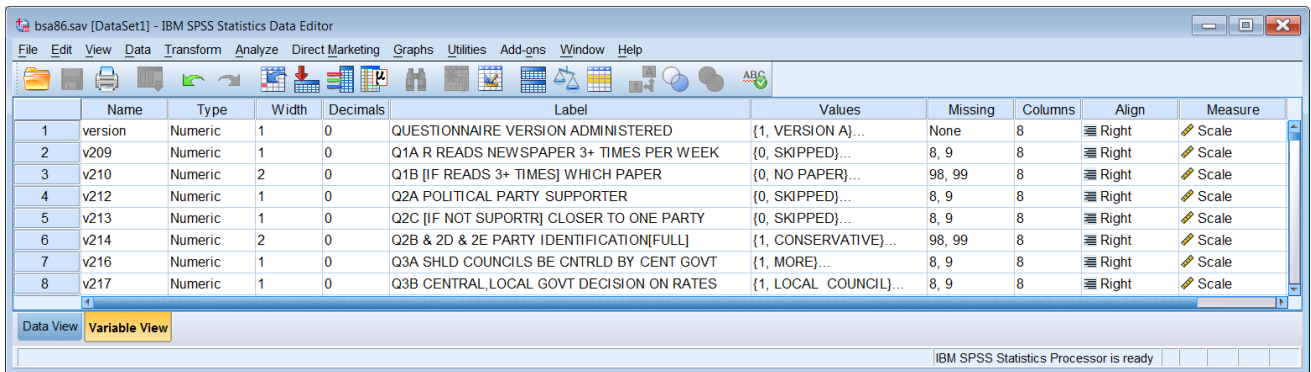 bsa86.sav [DataSet1] - IBM SPSS Statistics Data Editor
File Edit View Data Transform Analyze Direct Marketing Graphs Utilities Add-ons Window Help
Name Type Width Decimals Label Values Missing Columns Align Measure
1 version Numeric 1 0 QUESTIONNAIRE VERSION ADMINISTERED {1, VERSION A}... None 8 Right Scale
2 v209 Numeric 1 0 Q1A R READS NEWSPAPER 3+ TIMES PER WEEK {0, SKIPPED}... 8, 9 8 Right Scale
3 v210 Numeric 2 0 Q1B [IF READS 3+ TIMES] WHICH PAPER {0, NO PAPER}... 98, 99 8 Right Scale
4 v212 Numeric 1 0 Q2A POLITICAL PARTY SUPPORTER {0, SKIPPED}... 8, 9 8 Right Scale
5 v213 Numeric 1 0 Q2C [IF NOT SUPORTR] CLOSER TO ONE PARTY {0, SKIPPED}... 8, 9 8 Right Scale
6 v214 Numeric 2 0 Q2B & 2D & 2E PARTY IDENTIFICATION[FULL] {1, CONSERVATIVE}... 98, 99 8 Right Scale
7 v216 Numeric 1 0 Q3A SHLD COUNCILS BE CNTRLD BY CENT GOVT {1, MORE}... 8, 9 8 Right Scale
8 v217 Numeric 1 0 Q3B CENTRAL,LOCAL GOVT DECISION ON RATES {1, LOCAL  COUNCIL}... 8, 9 8 Right Scale
Data View Variable View
IBM SPSS Statistics Processor is ready